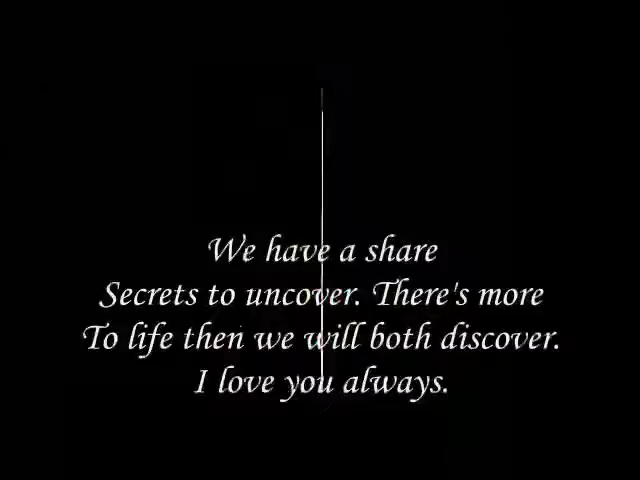 We have a share
Secrets to uncover. There's more
To life then we will both discover.
I love you always.